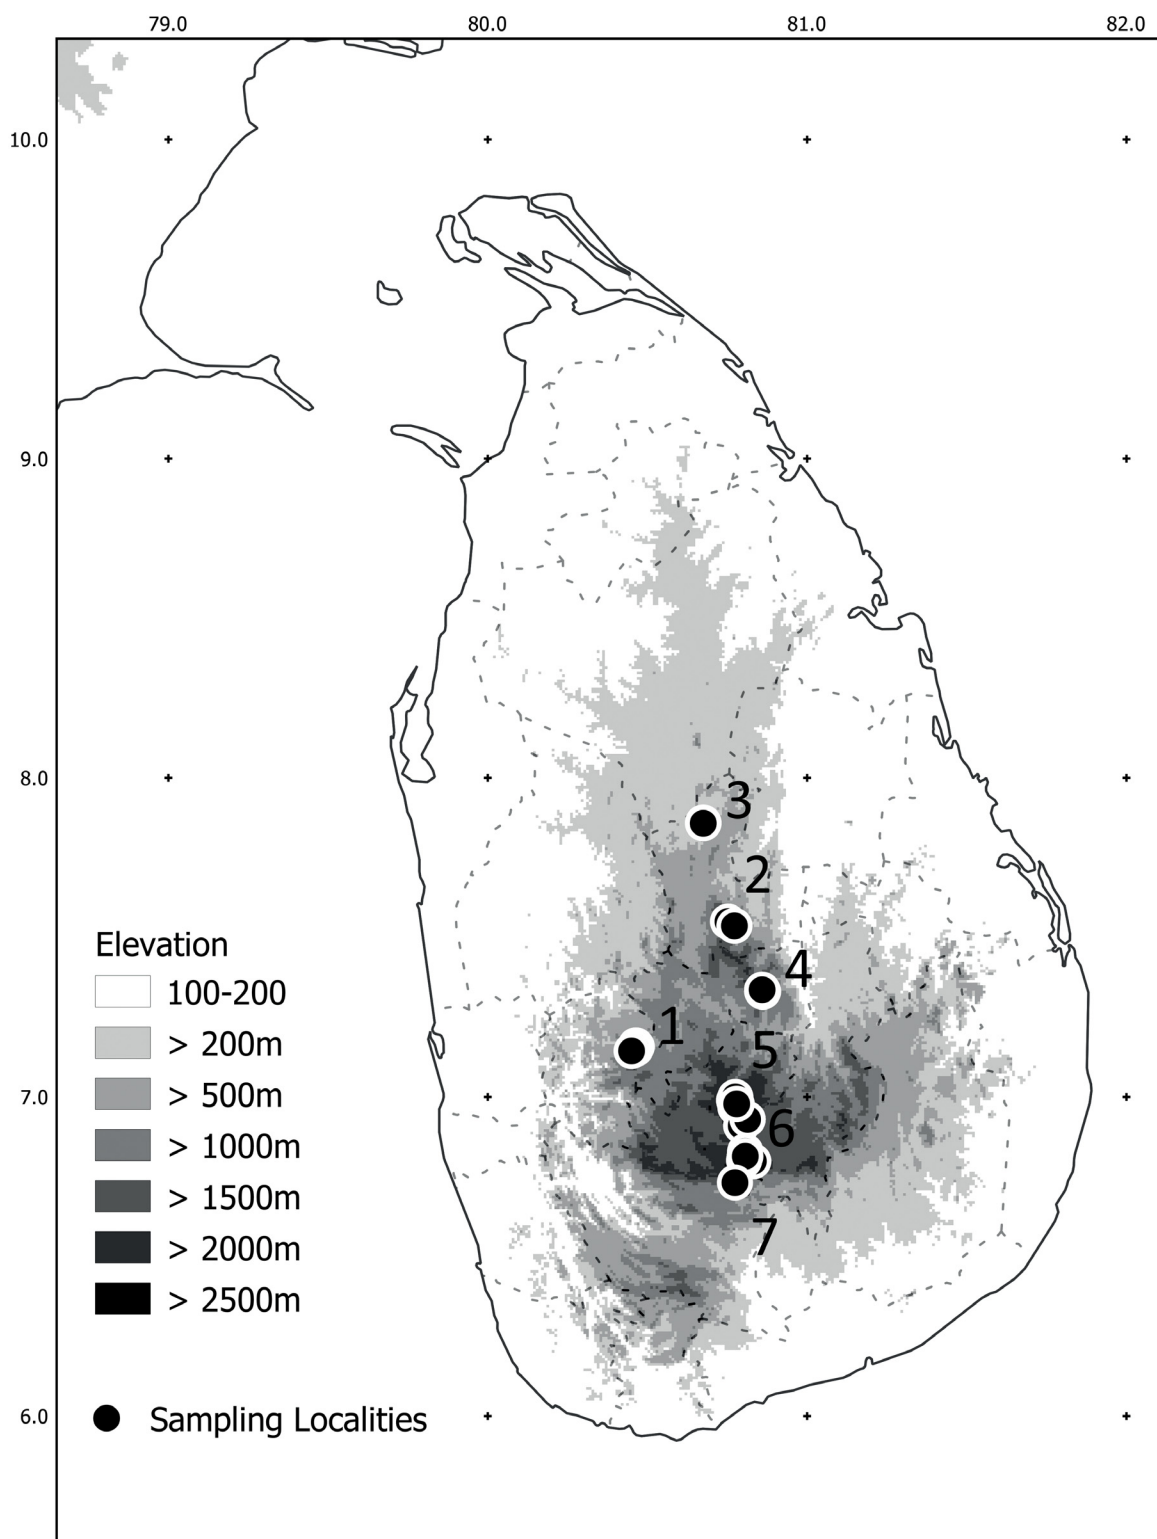 79.0 80.0 81.0 82.0
10.0
9.0
8.0
3
2
4
1
5
7.0
6
7
6.0
Elevation
100-200
> 200m
> 500m
> 1000m
> 1500m
> 2000m
> 2500m
Sampling Localities